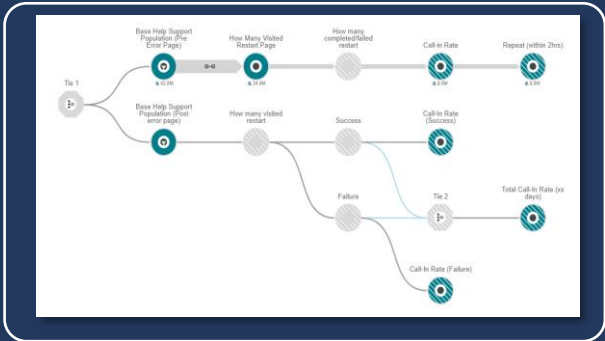 Base Help Support
Population (Pre
Error Page)
How Many Visited
Restart Page
How many
completed/failed
restart
Call-in Rate
Repeat (within 2hrs)
Tie 1
Base Help Support
Population (Post
error page)
How many visited
restart
Success
Call-In Rate
(Success)
Failure
Tie 2
Total Call-In Rate (xx
days)
Call-In Rate (Failure)